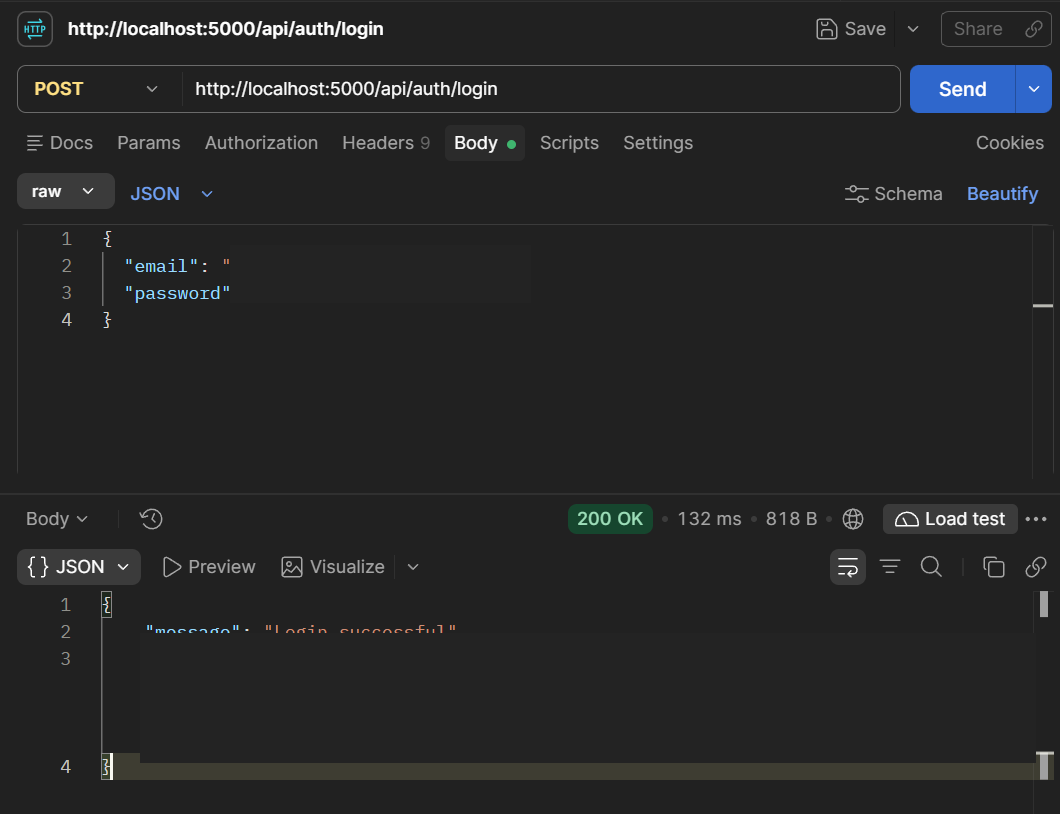 HTTP http://localhost:5000/api/auth/login Save Share
POST http://localhost:5000/api/auth/login Send
Docs Params Authorization Headers 9 Body Scripts Settings Cookies
raw JSON Schema Beautify
1 {
2 "email": "
3 "password"
4 }
Body 200 OK • 132 ms • 818 B • Load test
{} JSON Preview Visualize
1 {
2 "message": "Login successful"
3
4 }